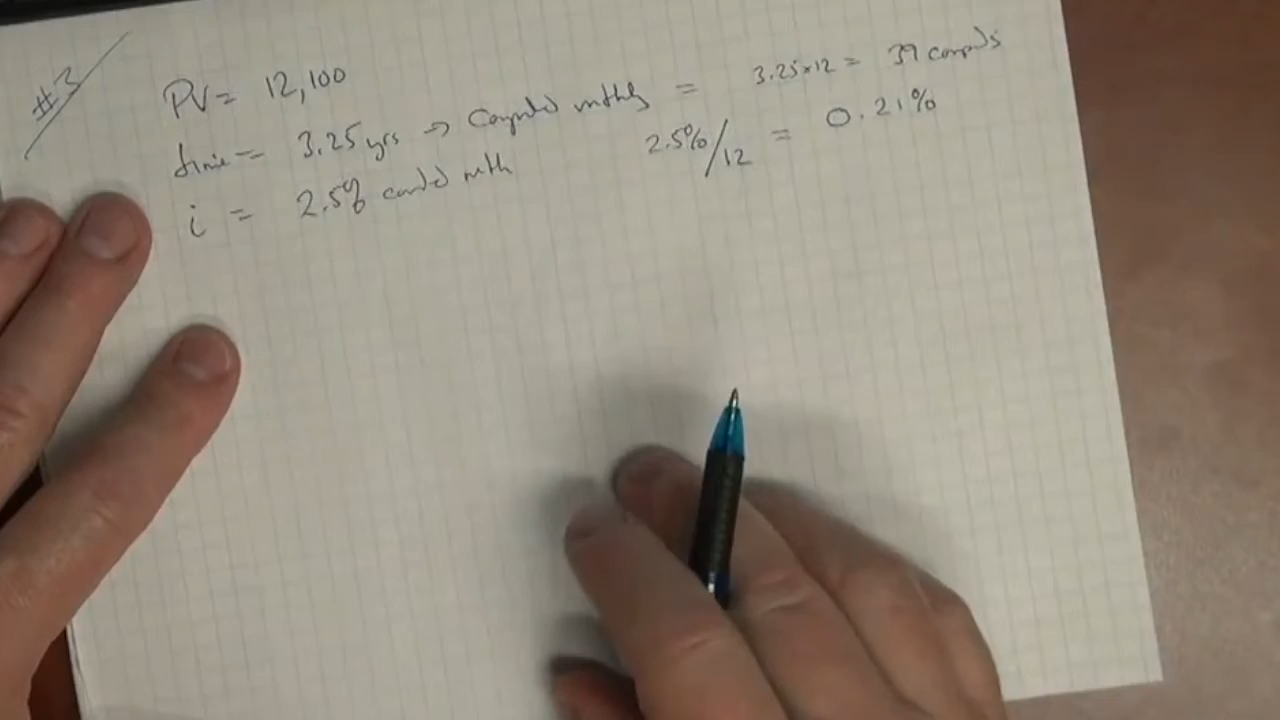 #3
PV = 12,100
time = 3.25 yrs → Compd mthly = 3.25×12 = 39 compds
i = 2.5% compd mth 2.5%/12 = 0.21%